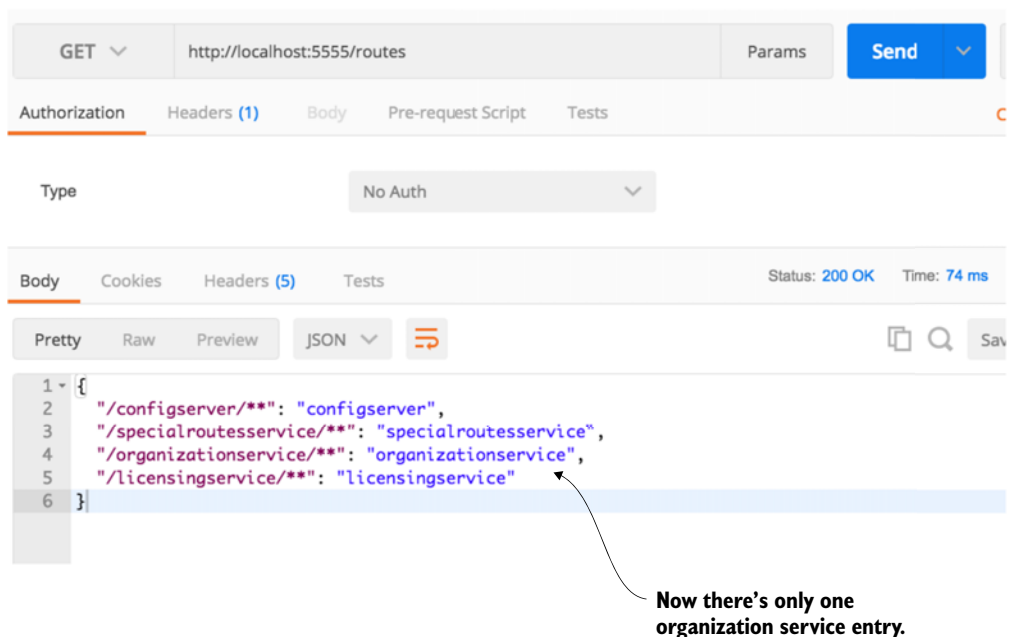 GET http://localhost:5555/routes Params Send
Authorization Headers (1) Body Pre-request Script Tests
Type No Auth
Body Cookies Headers (5) Tests Status: 200 OK Time: 74 ms
Pretty Raw Preview JSON Sav
1 {
2 "/configserver/**": "configserver",
3 "/specialroutesservice/**": "specialroutesservice",
4 "/organizationservice/**": "organizationservice",
5 "/licensingservice/**": "licensingservice"
6 }
Now there's only one
organization service entry.